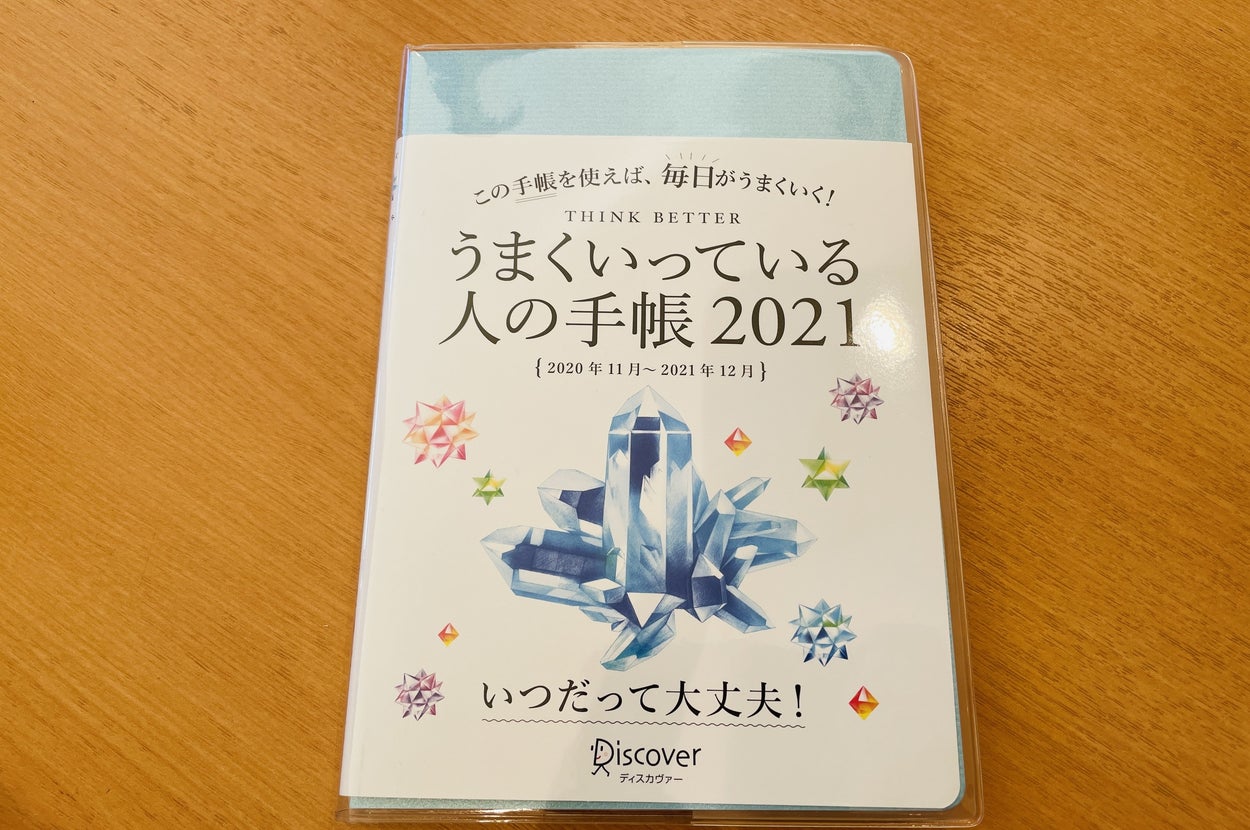 この手帳を使えば、毎日がうまくいく!
THINK BETTER
うまくいっている
人の手帳 2021
{2020年11月〜2021年12月}
いつだって大丈夫!
Discover
ディスカヴァー